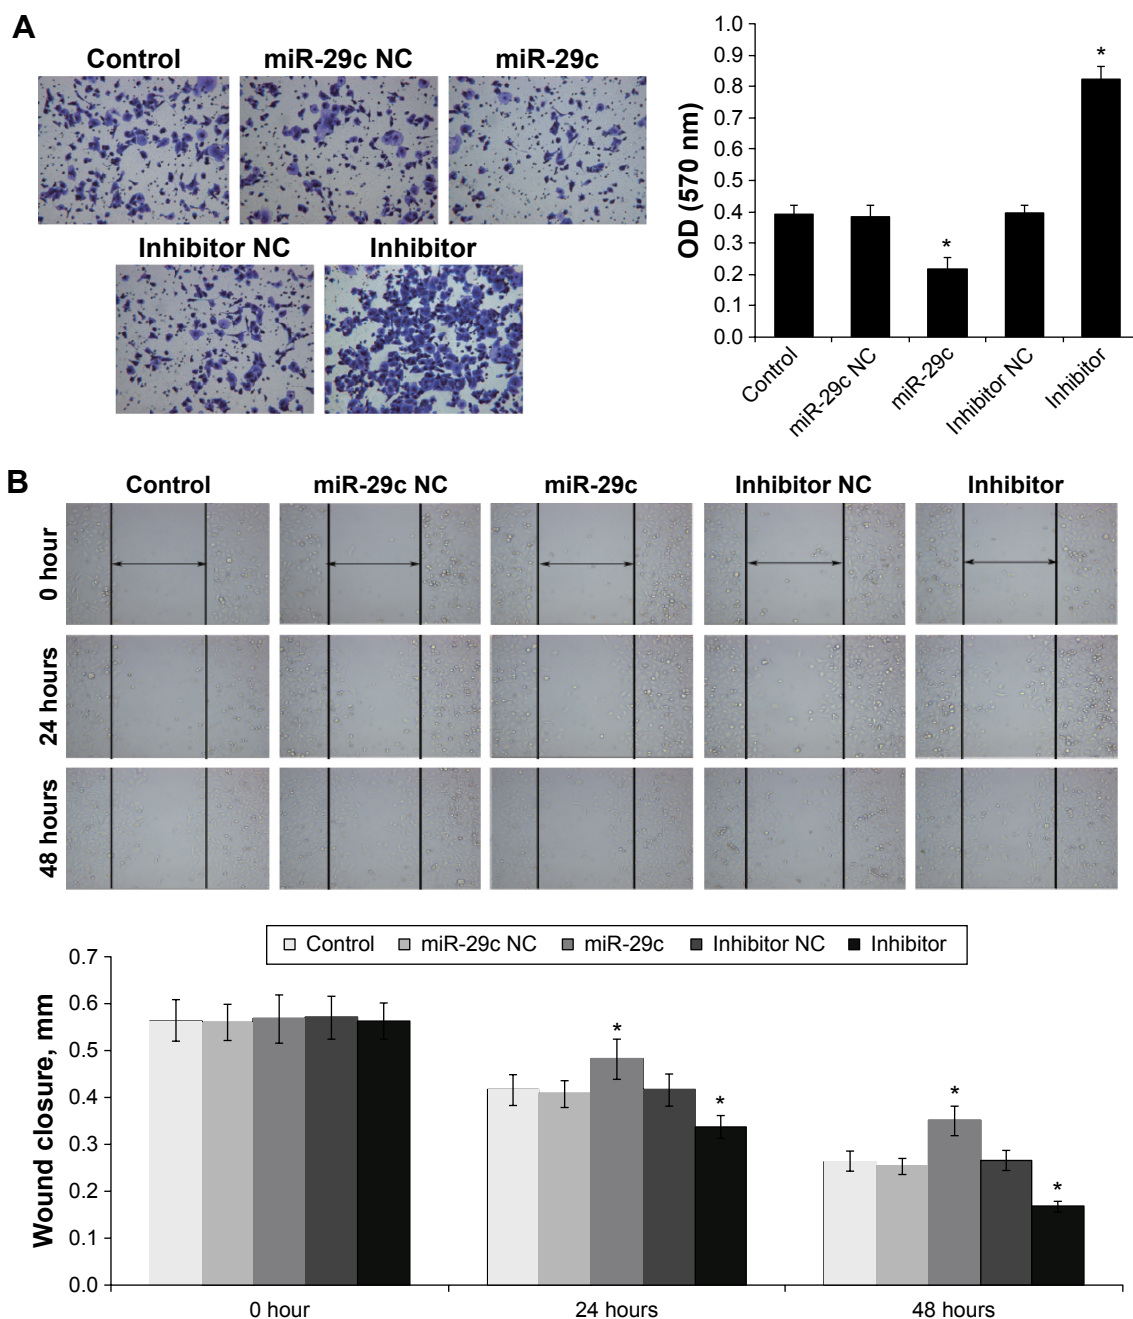 A
Control
miR-29c NC
miR-29c
Inhibitor NC
Inhibitor
OD (570 nm)
1.0
0.9
0.8
0.7
0.6
0.5
0.4
0.3
0.2
0.1
0.0
*
*
Control
miR-29c NC
miR-29c
Inhibitor NC
Inhibitor
B
Control
miR-29c NC
miR-29c
Inhibitor NC
Inhibitor
0 hour
24 hours
48 hours
Control
miR-29c NC
miR-29c
Inhibitor NC
Inhibitor
Wound closure, mm
0.7
0.6
0.5
0.4
0.3
0.2
0.1
0.0
*
*
*
*
0 hour
24 hours
48 hours